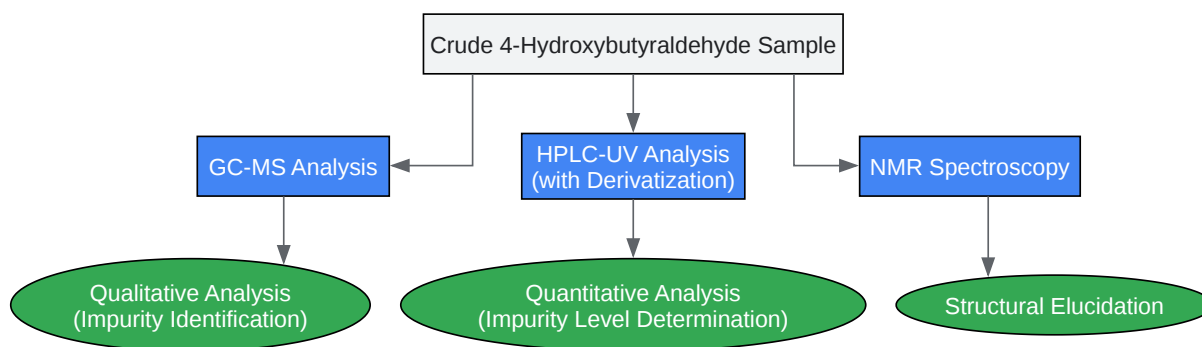 Crude 4-Hydroxybutyraldehyde Sample
GC-MS Analysis
HPLC-UV Analysis
(with Derivatization)
NMR Spectroscopy
Qualitative Analysis
(Impurity Identification)
Quantitative Analysis
(Impurity Level Determination)
Structural Elucidation